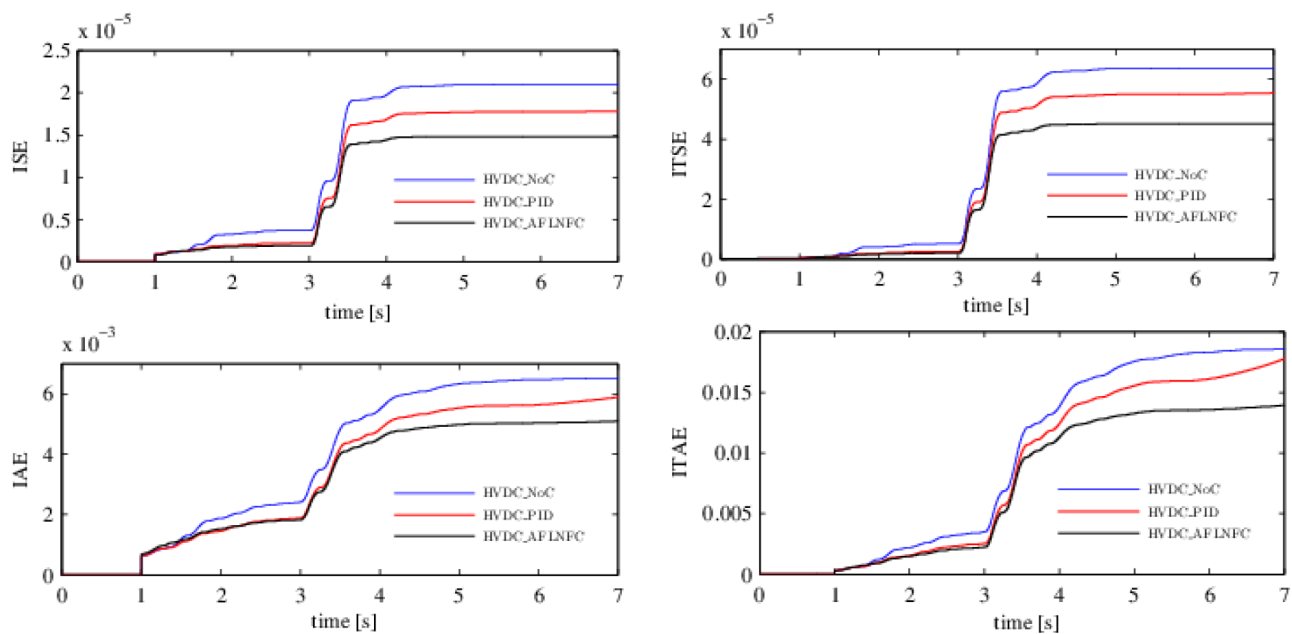 x 10⁻⁵
2.5
2
1.5
1
0.5
0
ISE
HVDC_NoC
HVDC_PID
HVDC_AFLNFC
0 1 2 3 4 5 6 7
time [s]
x 10⁻⁵
6
4
2
0
ITSE
HVDC_NoC
HVDC_PID
HVDC_AFLNFC
0 1 2 3 4 5 6 7
time [s]
x 10⁻³
6
4
2
0
IAE
HVDC_NoC
HVDC_PID
HVDC_AFLNFC
0 1 2 3 4 5 6 7
time [s]
0.02
0.015
0.01
0.005
0
ITAE
HVDC_NoC
HVDC_PID
HVDC_AFLNFC
0 1 2 3 4 5 6 7
time [s]